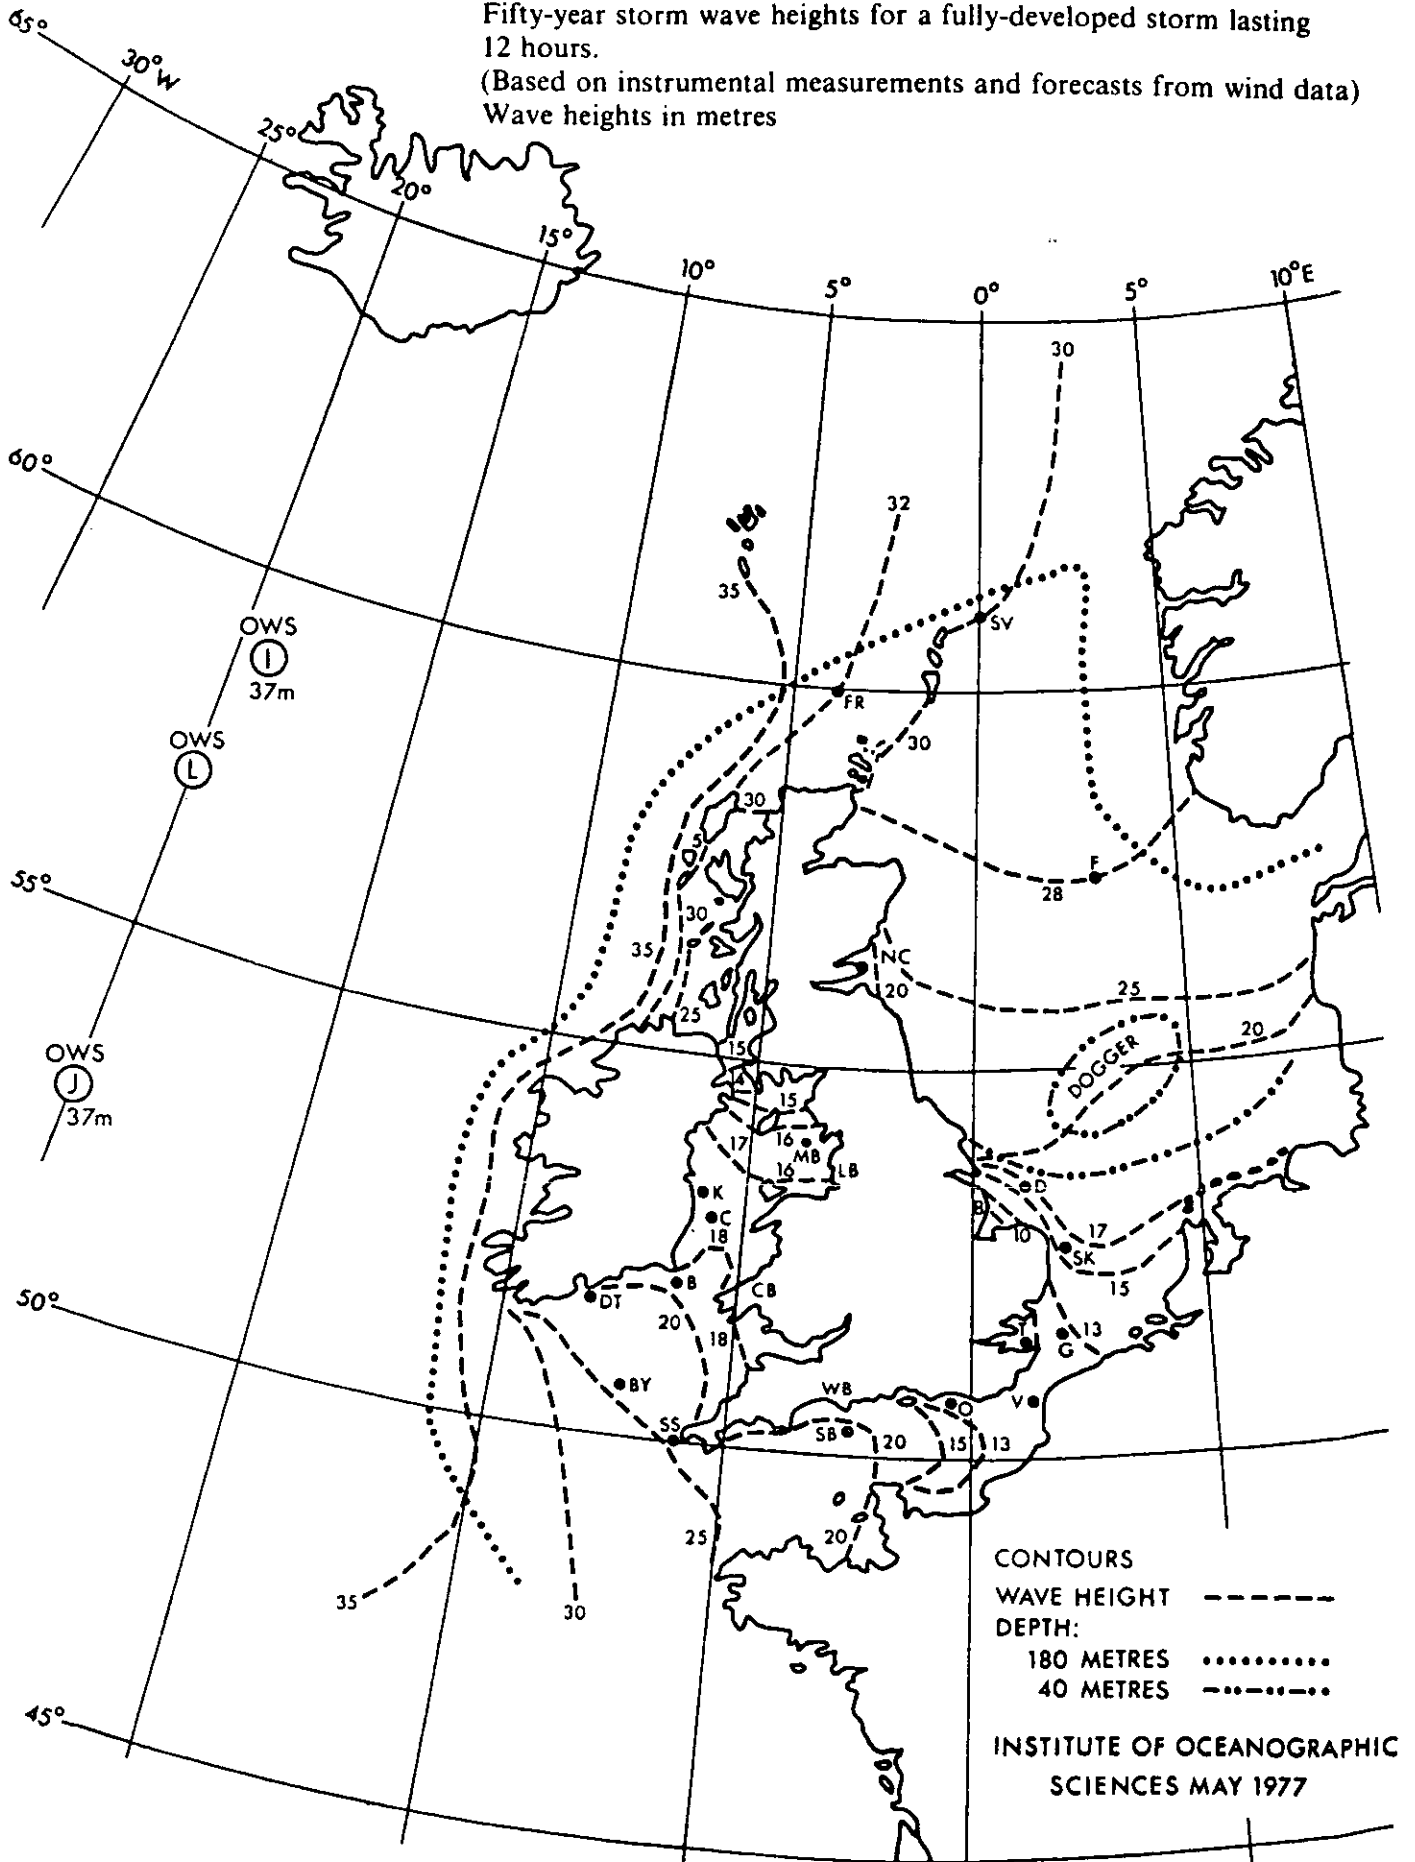 Fifty-year storm wave heights for a fully-developed storm lasting
12 hours.
(Based on instrumental measurements and forecasts from wind data)
Wave heights in metres
65°
30°W
25°
20°
15°
10°
5°
0°
5°
10°E
30
60°
32
35
SV
OWS
I
37m
FR
OWS
L
30
30
5
F
28
55°
30
35
NC
20
25
25
20
DOGGER
15
OWS
J
37m
4
15
16
MB
17
16
LB
K
D
B
C
18
10
17
SK
15
B
CB
DT
20
18
T
13
G
BY
50°
WB
O
V
SS
SB
20
15
13
25
20
35
30
CONTOURS
WAVE HEIGHT
DEPTH:
180 METRES
40 METRES
45°
INSTITUTE OF OCEANOGRAPHIC
SCIENCES MAY 1977